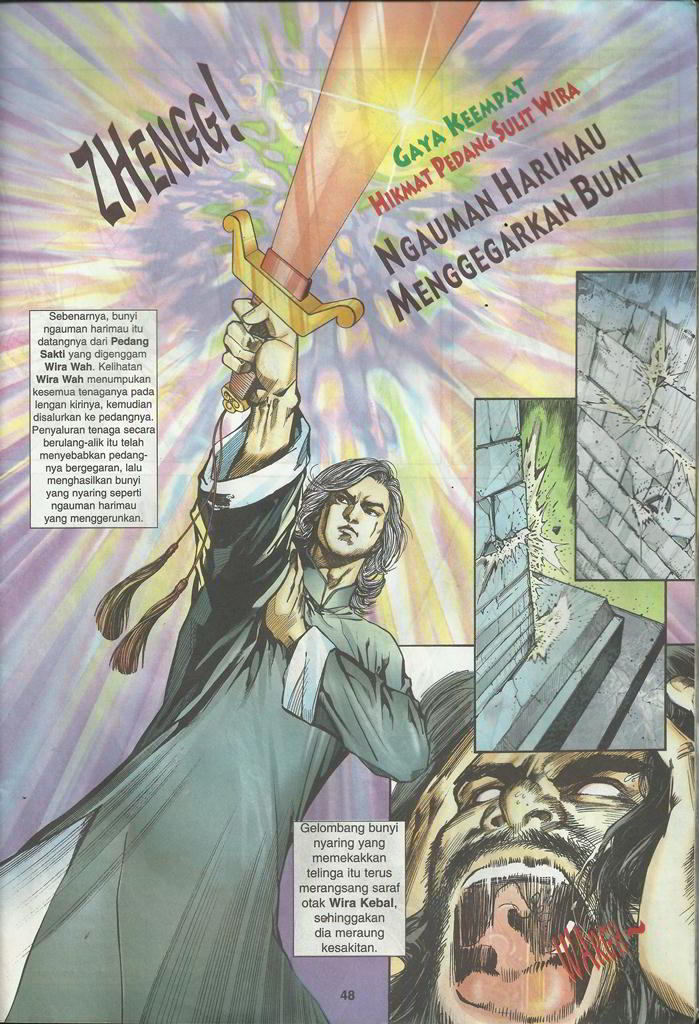 ZHENGG!
GAYA KEEMPAT
HIKMAT PEDANG SULIT WIRA
NGAUMAN HARIMAU
MENGGEGARKAN BUMI
Sebenarnya, bunyi
ngauman harimau itu
datangnya dari Pedang
Sakti yang digenggam
Wira Wah. Kelihatan
Wira Wah menumpukan
kesemua tenaganya pada
lengan kirinya, kemudian
disalurkan ke pedangnya.
Penyaluran tenaga secara
berulang-alik itu telah
menyebabkan pedang-
nya bergegaran, lalu
menghasilkan bunyi
yang nyaring seperti
ngauman harimau
yang menggerunkan.
Gelombang bunyi
nyaring yang
memekakkan
telinga itu terus
merangsang saraf
otak Wira Kebal,
sehinggakan
dia meraung
kesakitan.
48